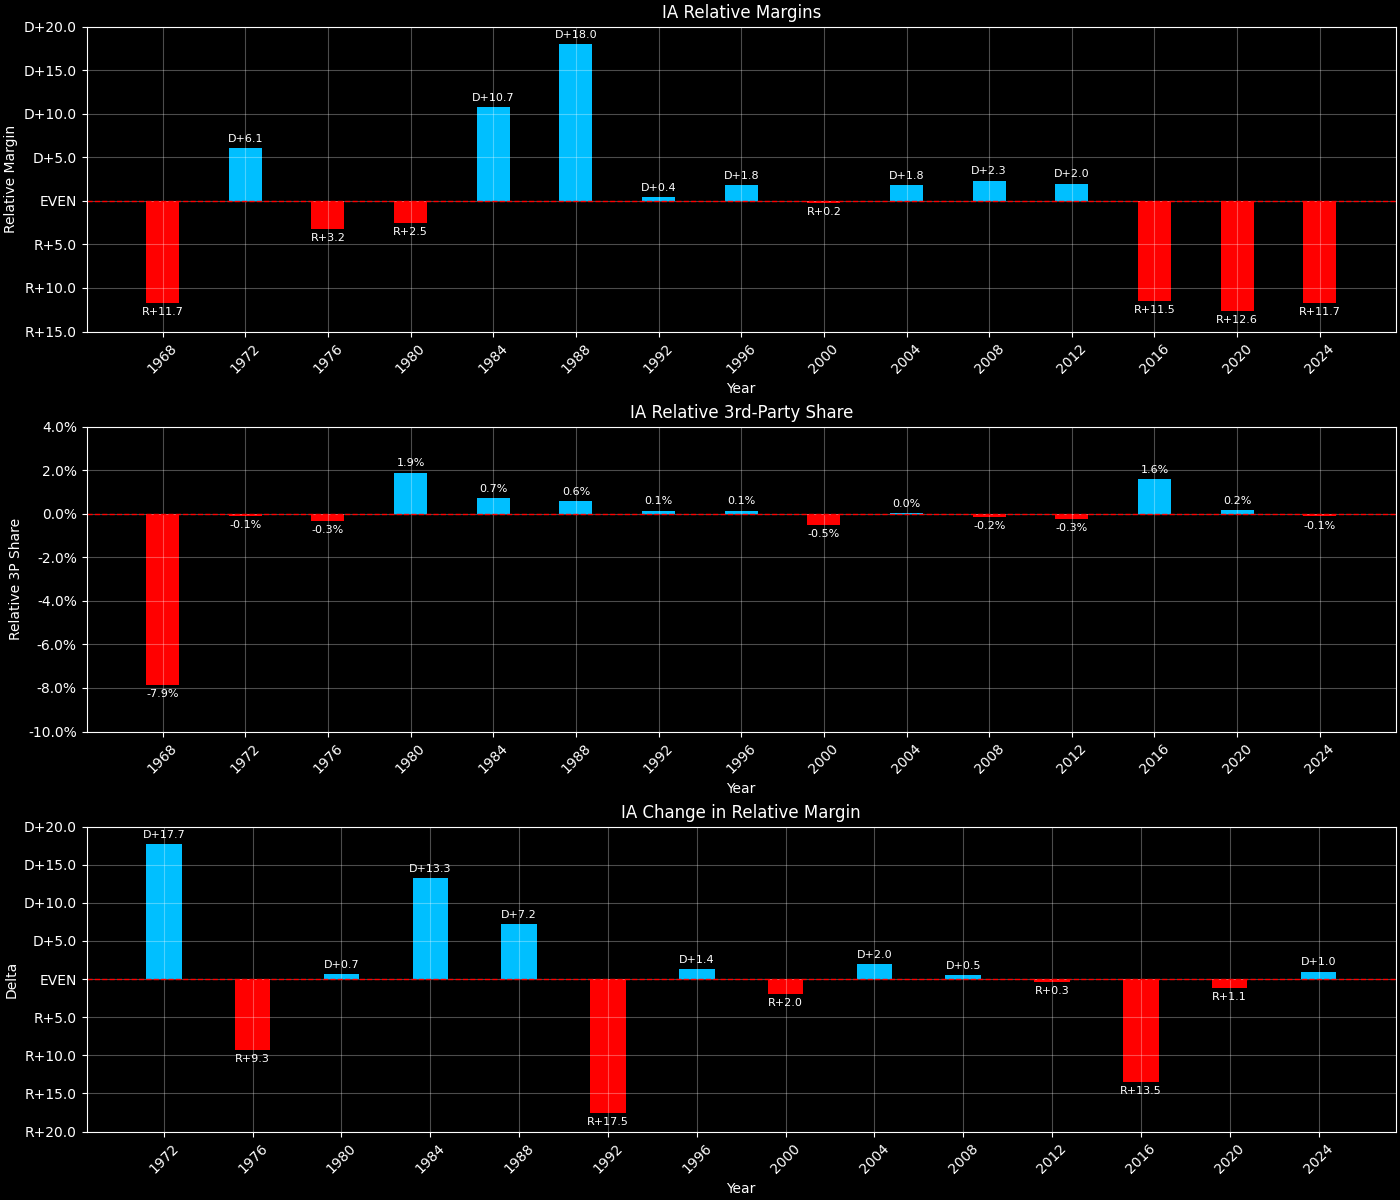 IA Relative Margins
Relative Margin
D+20.0
D+15.0
D+10.0
D+5.0
EVEN
R+5.0
R+10.0
R+15.0
R+11.7
D+6.1
R+3.2
R+2.5
D+10.7
D+18.0
D+0.4
D+1.8
R+0.2
D+1.8
D+2.3
D+2.0
R+11.5
R+12.6
R+11.7
1968 1972 1976 1980 1984 1988 1992 1996 2000 2004 2008 2012 2016 2020 2024
Year
IA Relative 3rd-Party Share
Relative 3P Share
4.0%
2.0%
0.0%
-2.0%
-4.0%
-6.0%
-8.0%
-10.0%
-7.9%
-0.1%
-0.3%
1.9%
0.7%
0.6%
0.1%
0.1%
-0.5%
0.0%
-0.2%
-0.3%
1.6%
0.2%
-0.1%
1968 1972 1976 1980 1984 1988 1992 1996 2000 2004 2008 2012 2016 2020 2024
Year
IA Change in Relative Margin
Delta
D+20.0
D+15.0
D+10.0
D+5.0
EVEN
R+5.0
R+10.0
R+15.0
R+20.0
D+17.7
R+9.3
D+0.7
D+13.3
D+7.2
R+17.5
D+1.4
R+2.0
D+2.0
D+0.5
R+0.3
R+13.5
R+1.1
D+1.0
1972 1976 1980 1984 1988 1992 1996 2000 2004 2008 2012 2016 2020 2024
Year